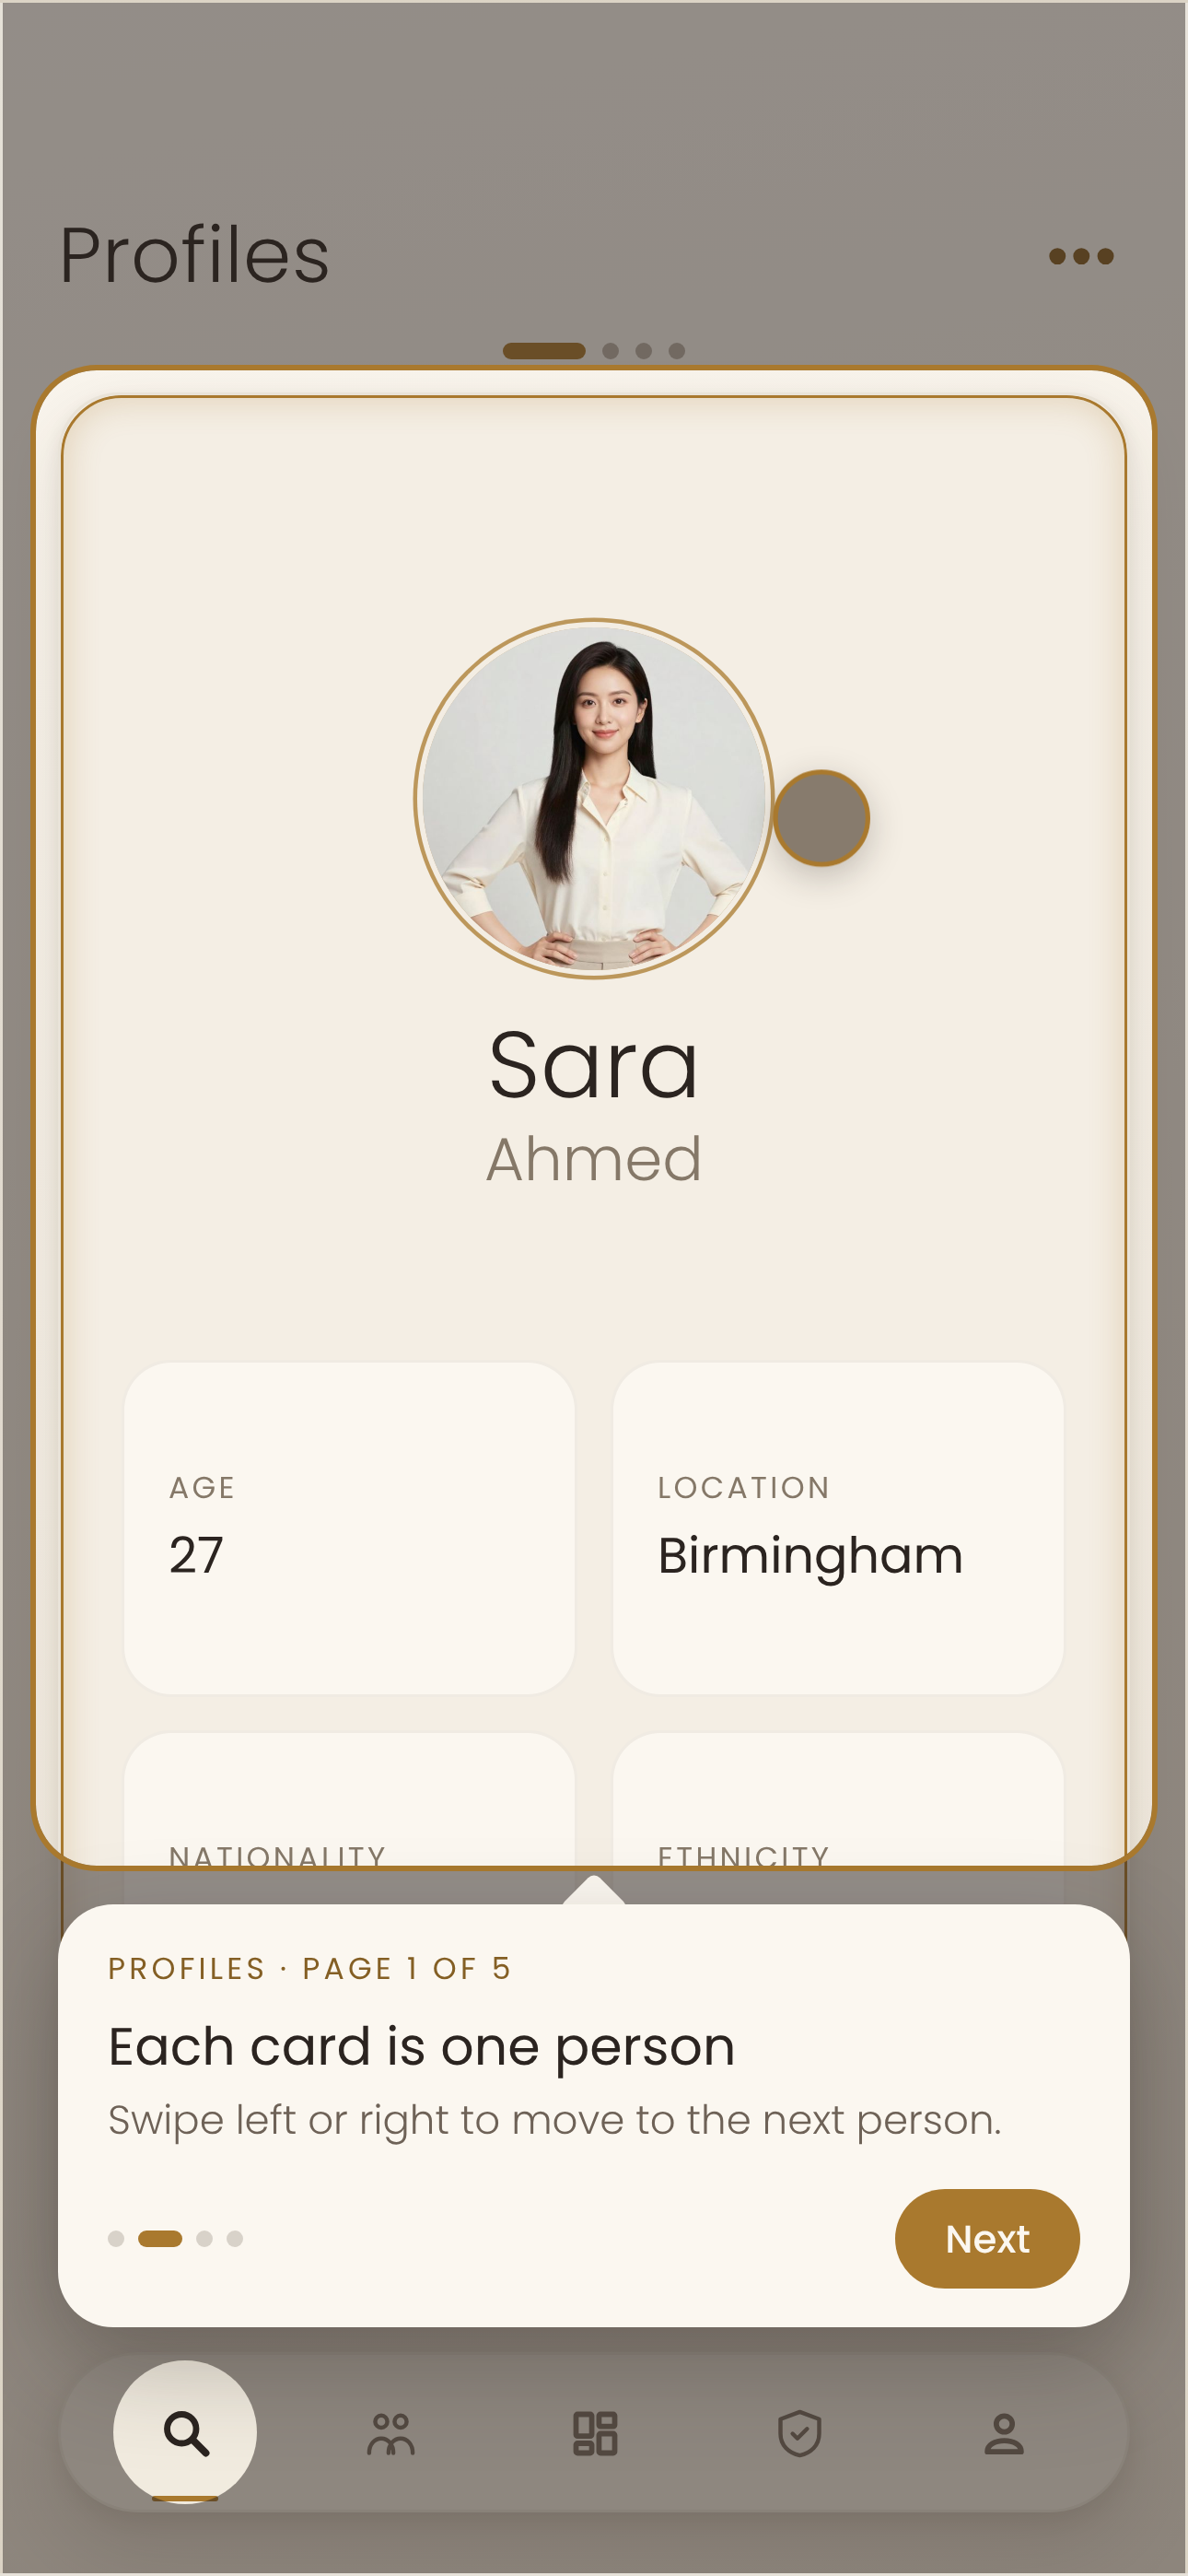 Profiles
Sara
Ahmed
AGE
27
LOCATION
Birmingham
NATIONALITY
ETHNICITY
PROFILES · PAGE 1 OF 5
Each card is one person
Swipe left or right to move to the next person.
Next